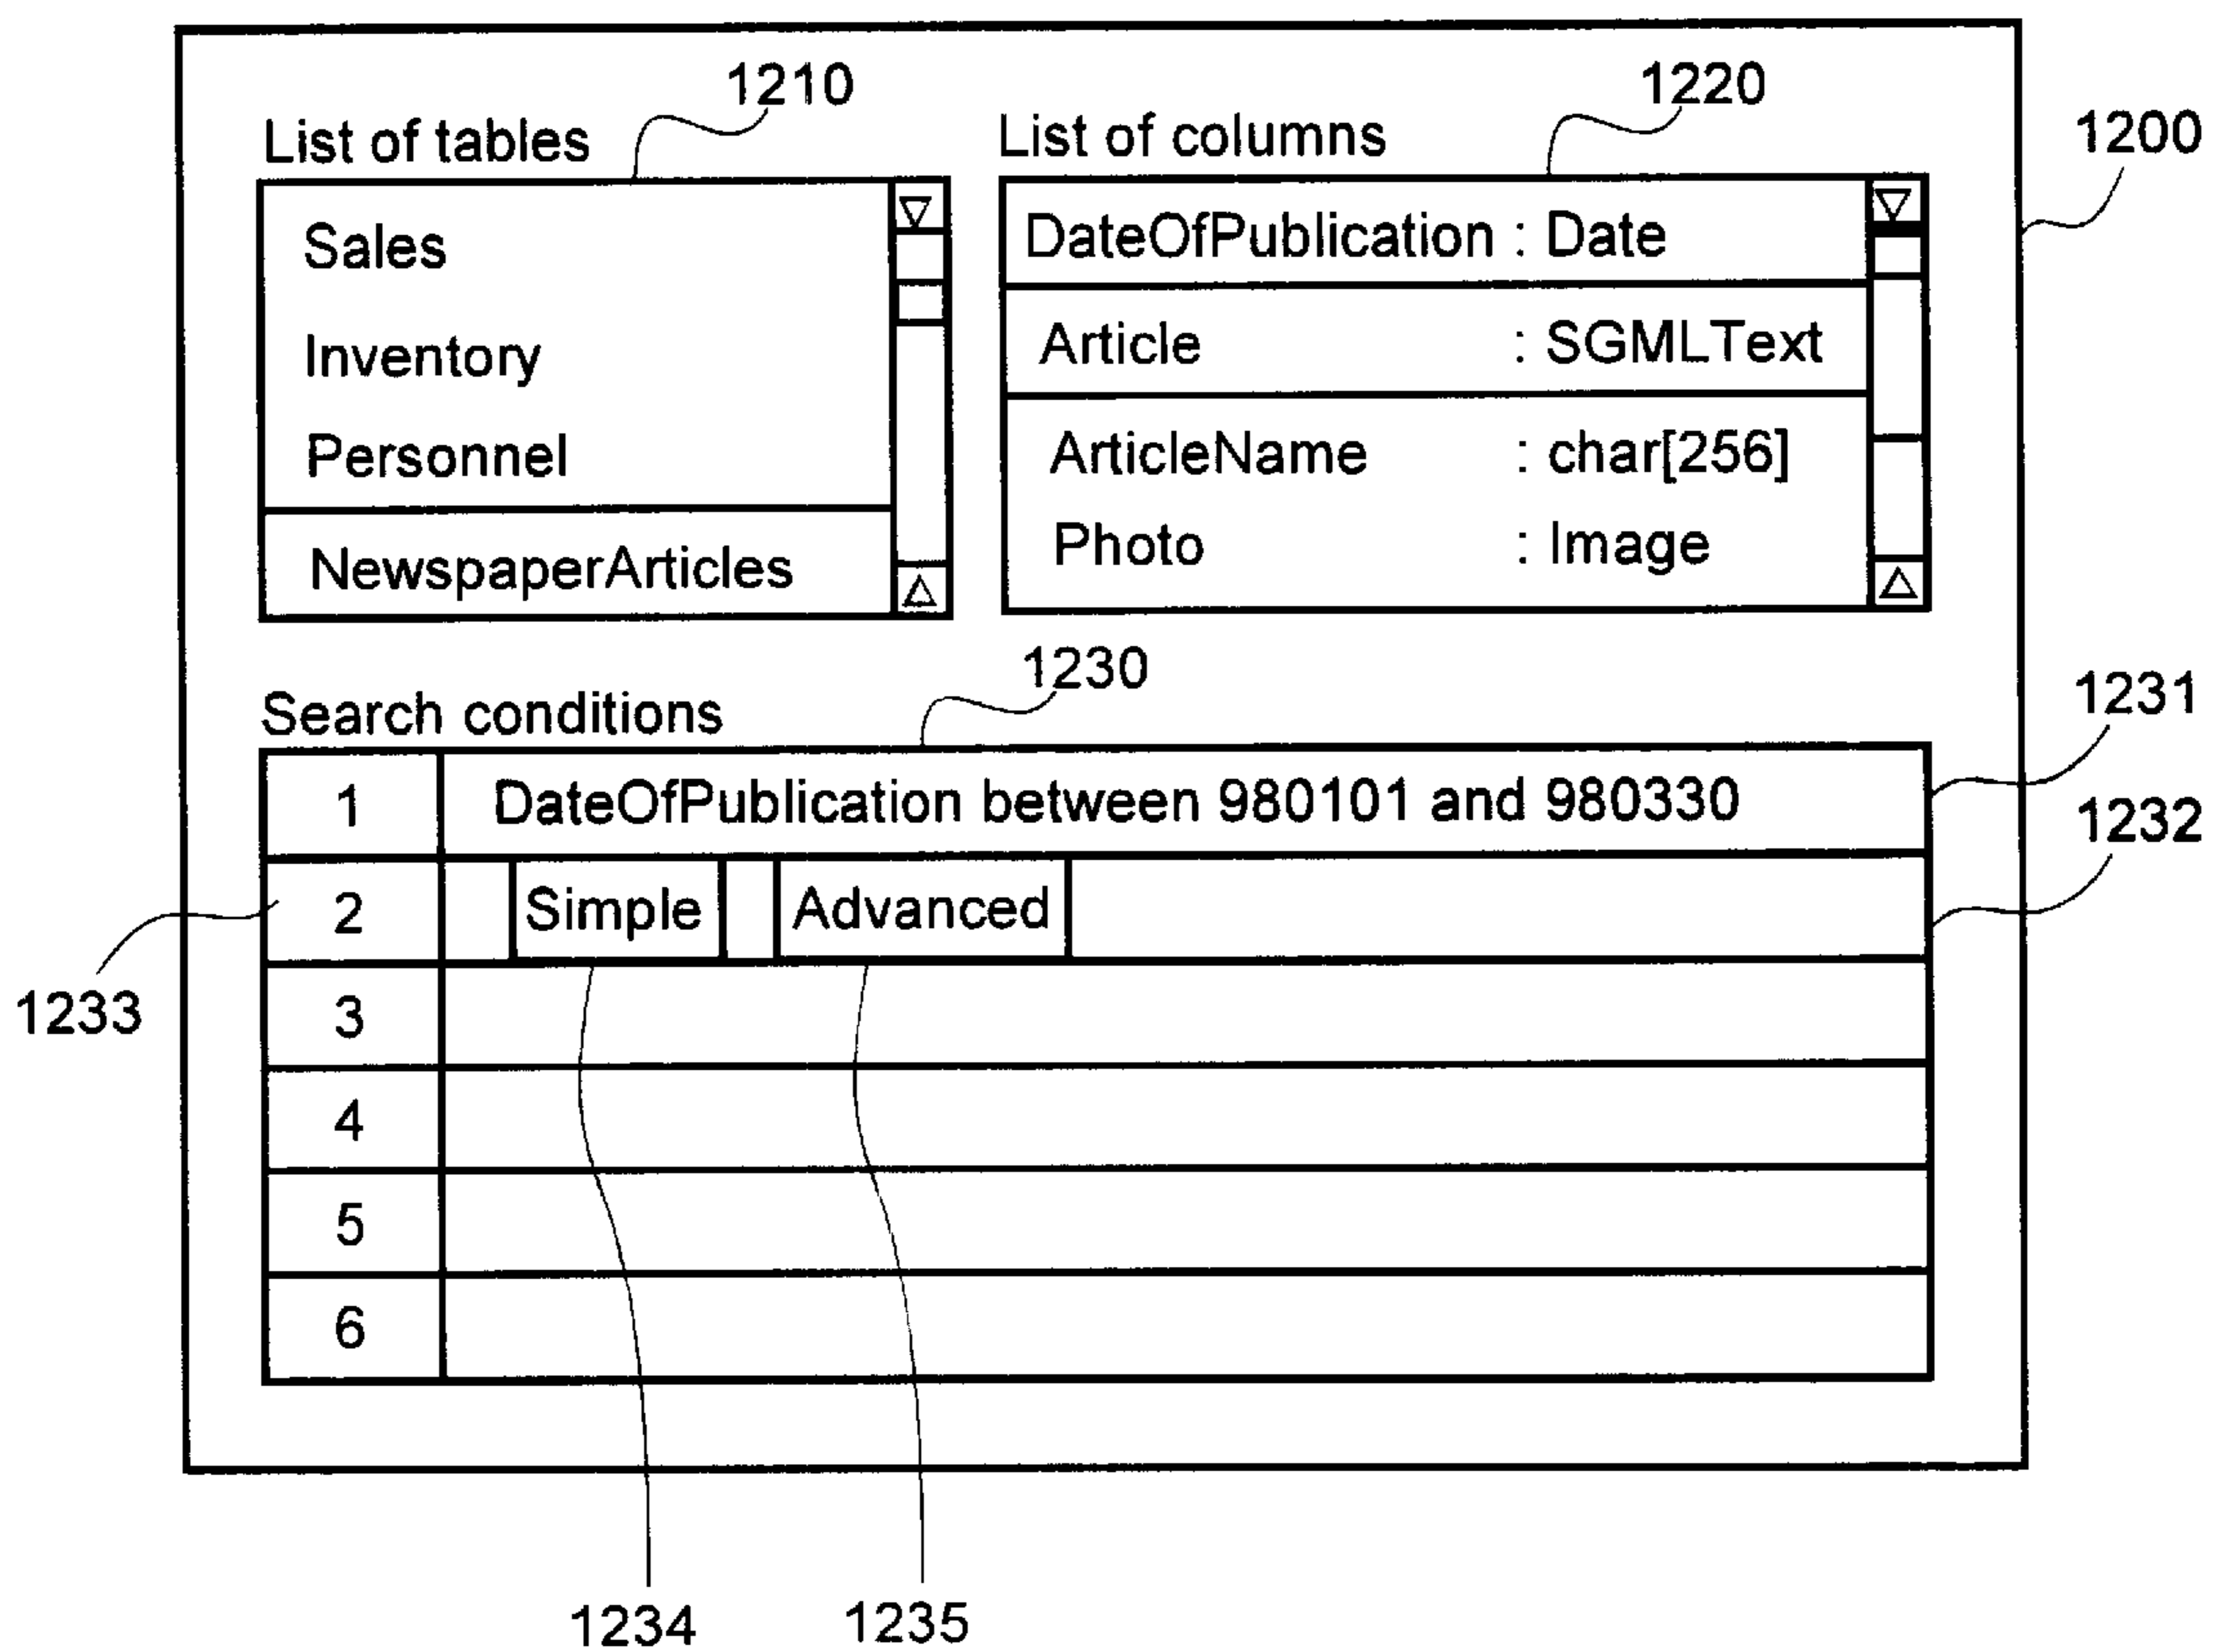 1210
1220
1200
List of tables
List of columns
Sales
Inventory
Personnel
NewspaperArticles
DateOfPublication : Date
Article : SGMLText
ArticleName : char[256]
Photo : Image
1230
1231
1232
Search conditions
1 DateOfPublication between 980101 and 980330
2 Simple Advanced
1233
3
4
5
6
1234
1235